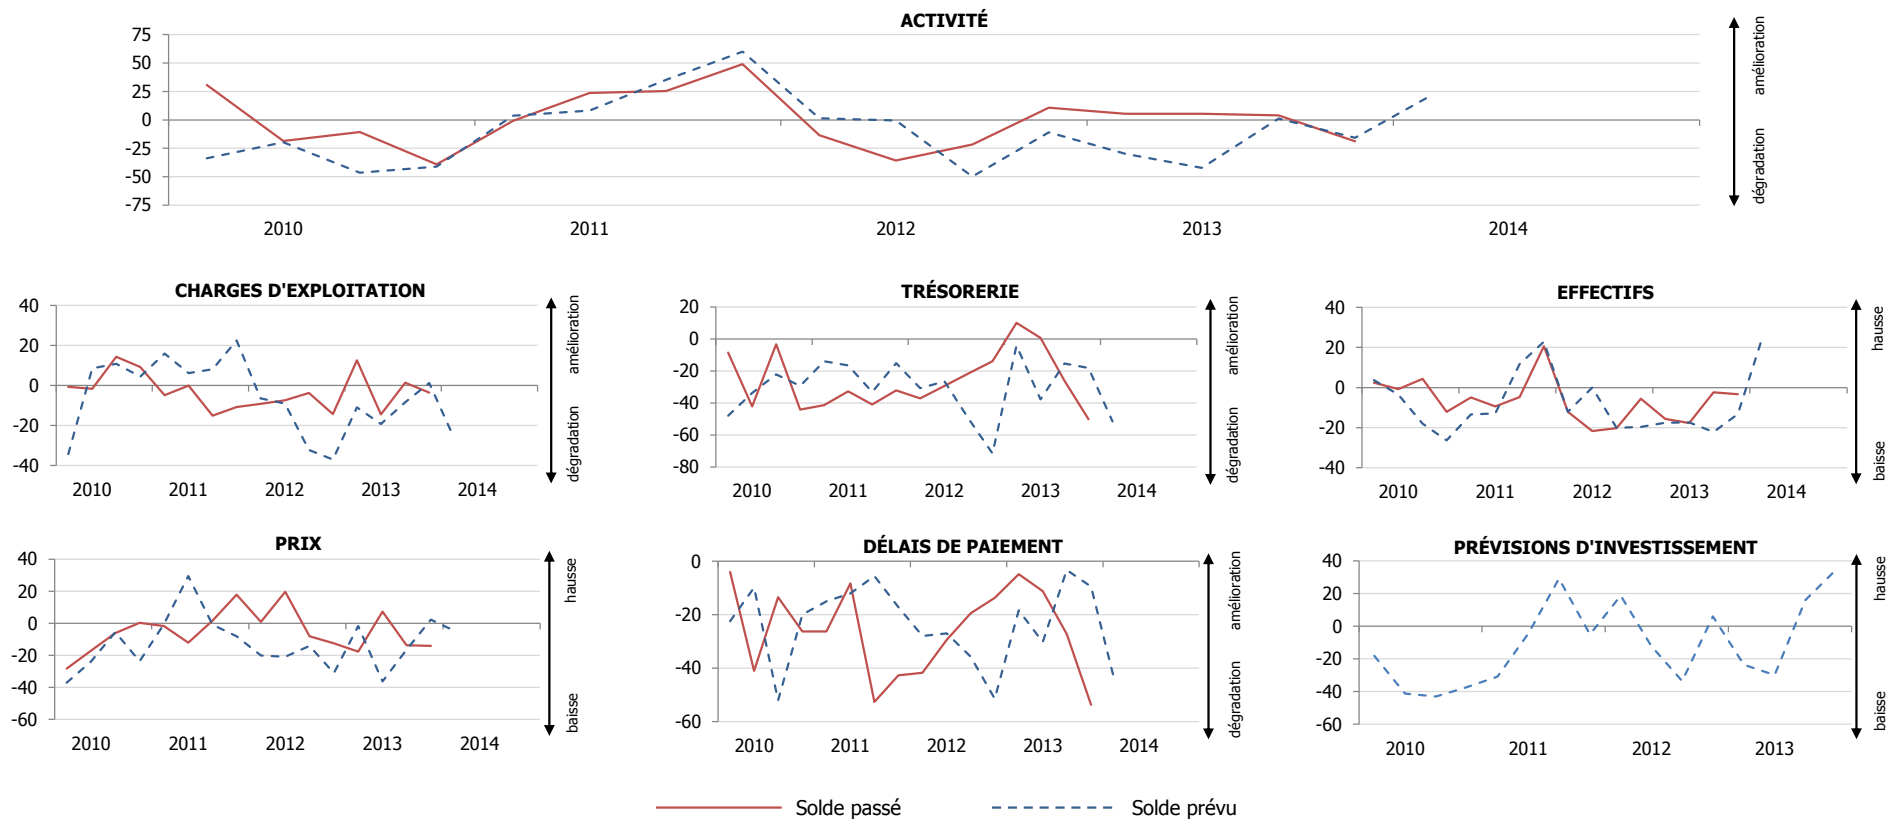 ACTIVITÉ
75
50
25
0
-25
-50
-75
2010 2011 2012 2013 2014
amélioration
dégradation
CHARGES D'EXPLOITATION
40
20
0
-20
-40
2010 2011 2012 2013 2014
amélioration
dégradation
TRÉSORERIE
20
0
-20
-40
-60
-80
2010 2011 2012 2013 2014
amélioration
dégradation
EFFECTIFS
40
20
0
-20
-40
2010 2011 2012 2013 2014
hausse
baisse
PRIX
40
20
0
-20
-40
-60
2010 2011 2012 2013 2014
hausse
baisse
DÉLAIS DE PAIEMENT
0
-20
-40
-60
2010 2011 2012 2013 2014
amélioration
dégradation
PRÉVISIONS D'INVESTISSEMENT
40
20
0
-20
-40
-60
2010 2011 2012 2013
hausse
baisse
Solde passé Solde prévu